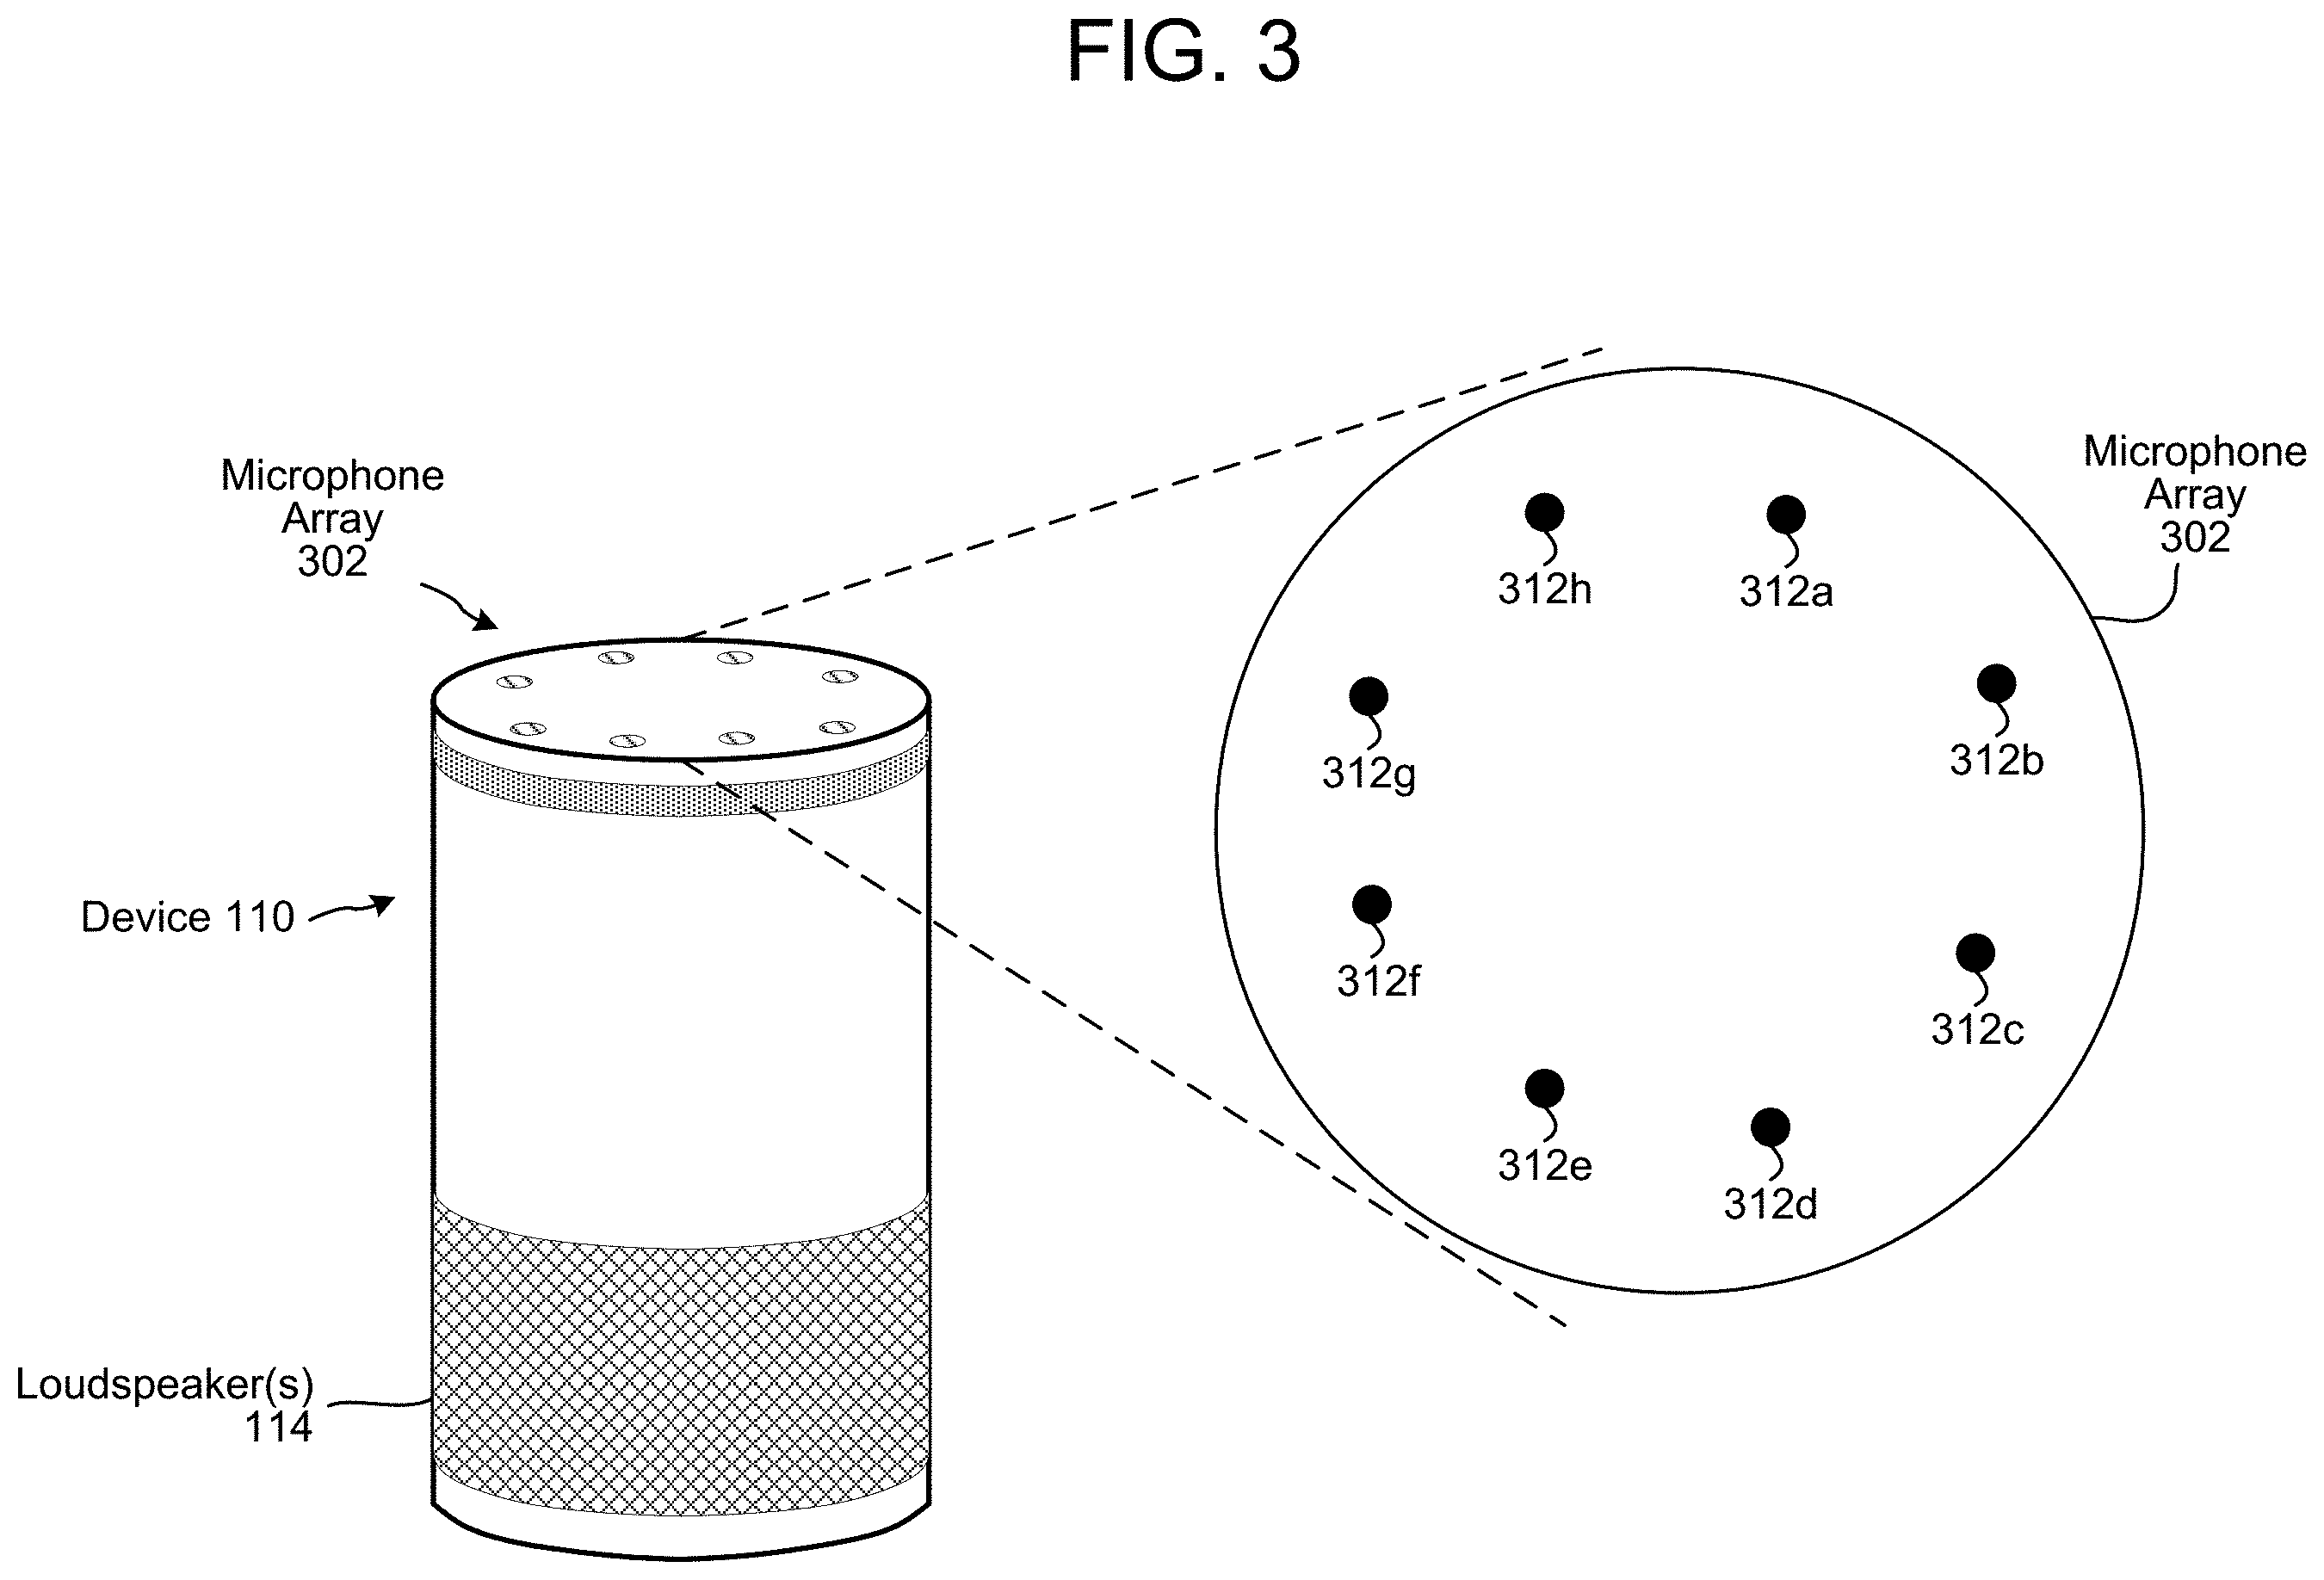 FIG. 3
Microphone
Array
302
Device 110
Loudspeaker(s)
114
Microphone
Array
302
312h
312a
312g
312b
312f
312c
312e
312d